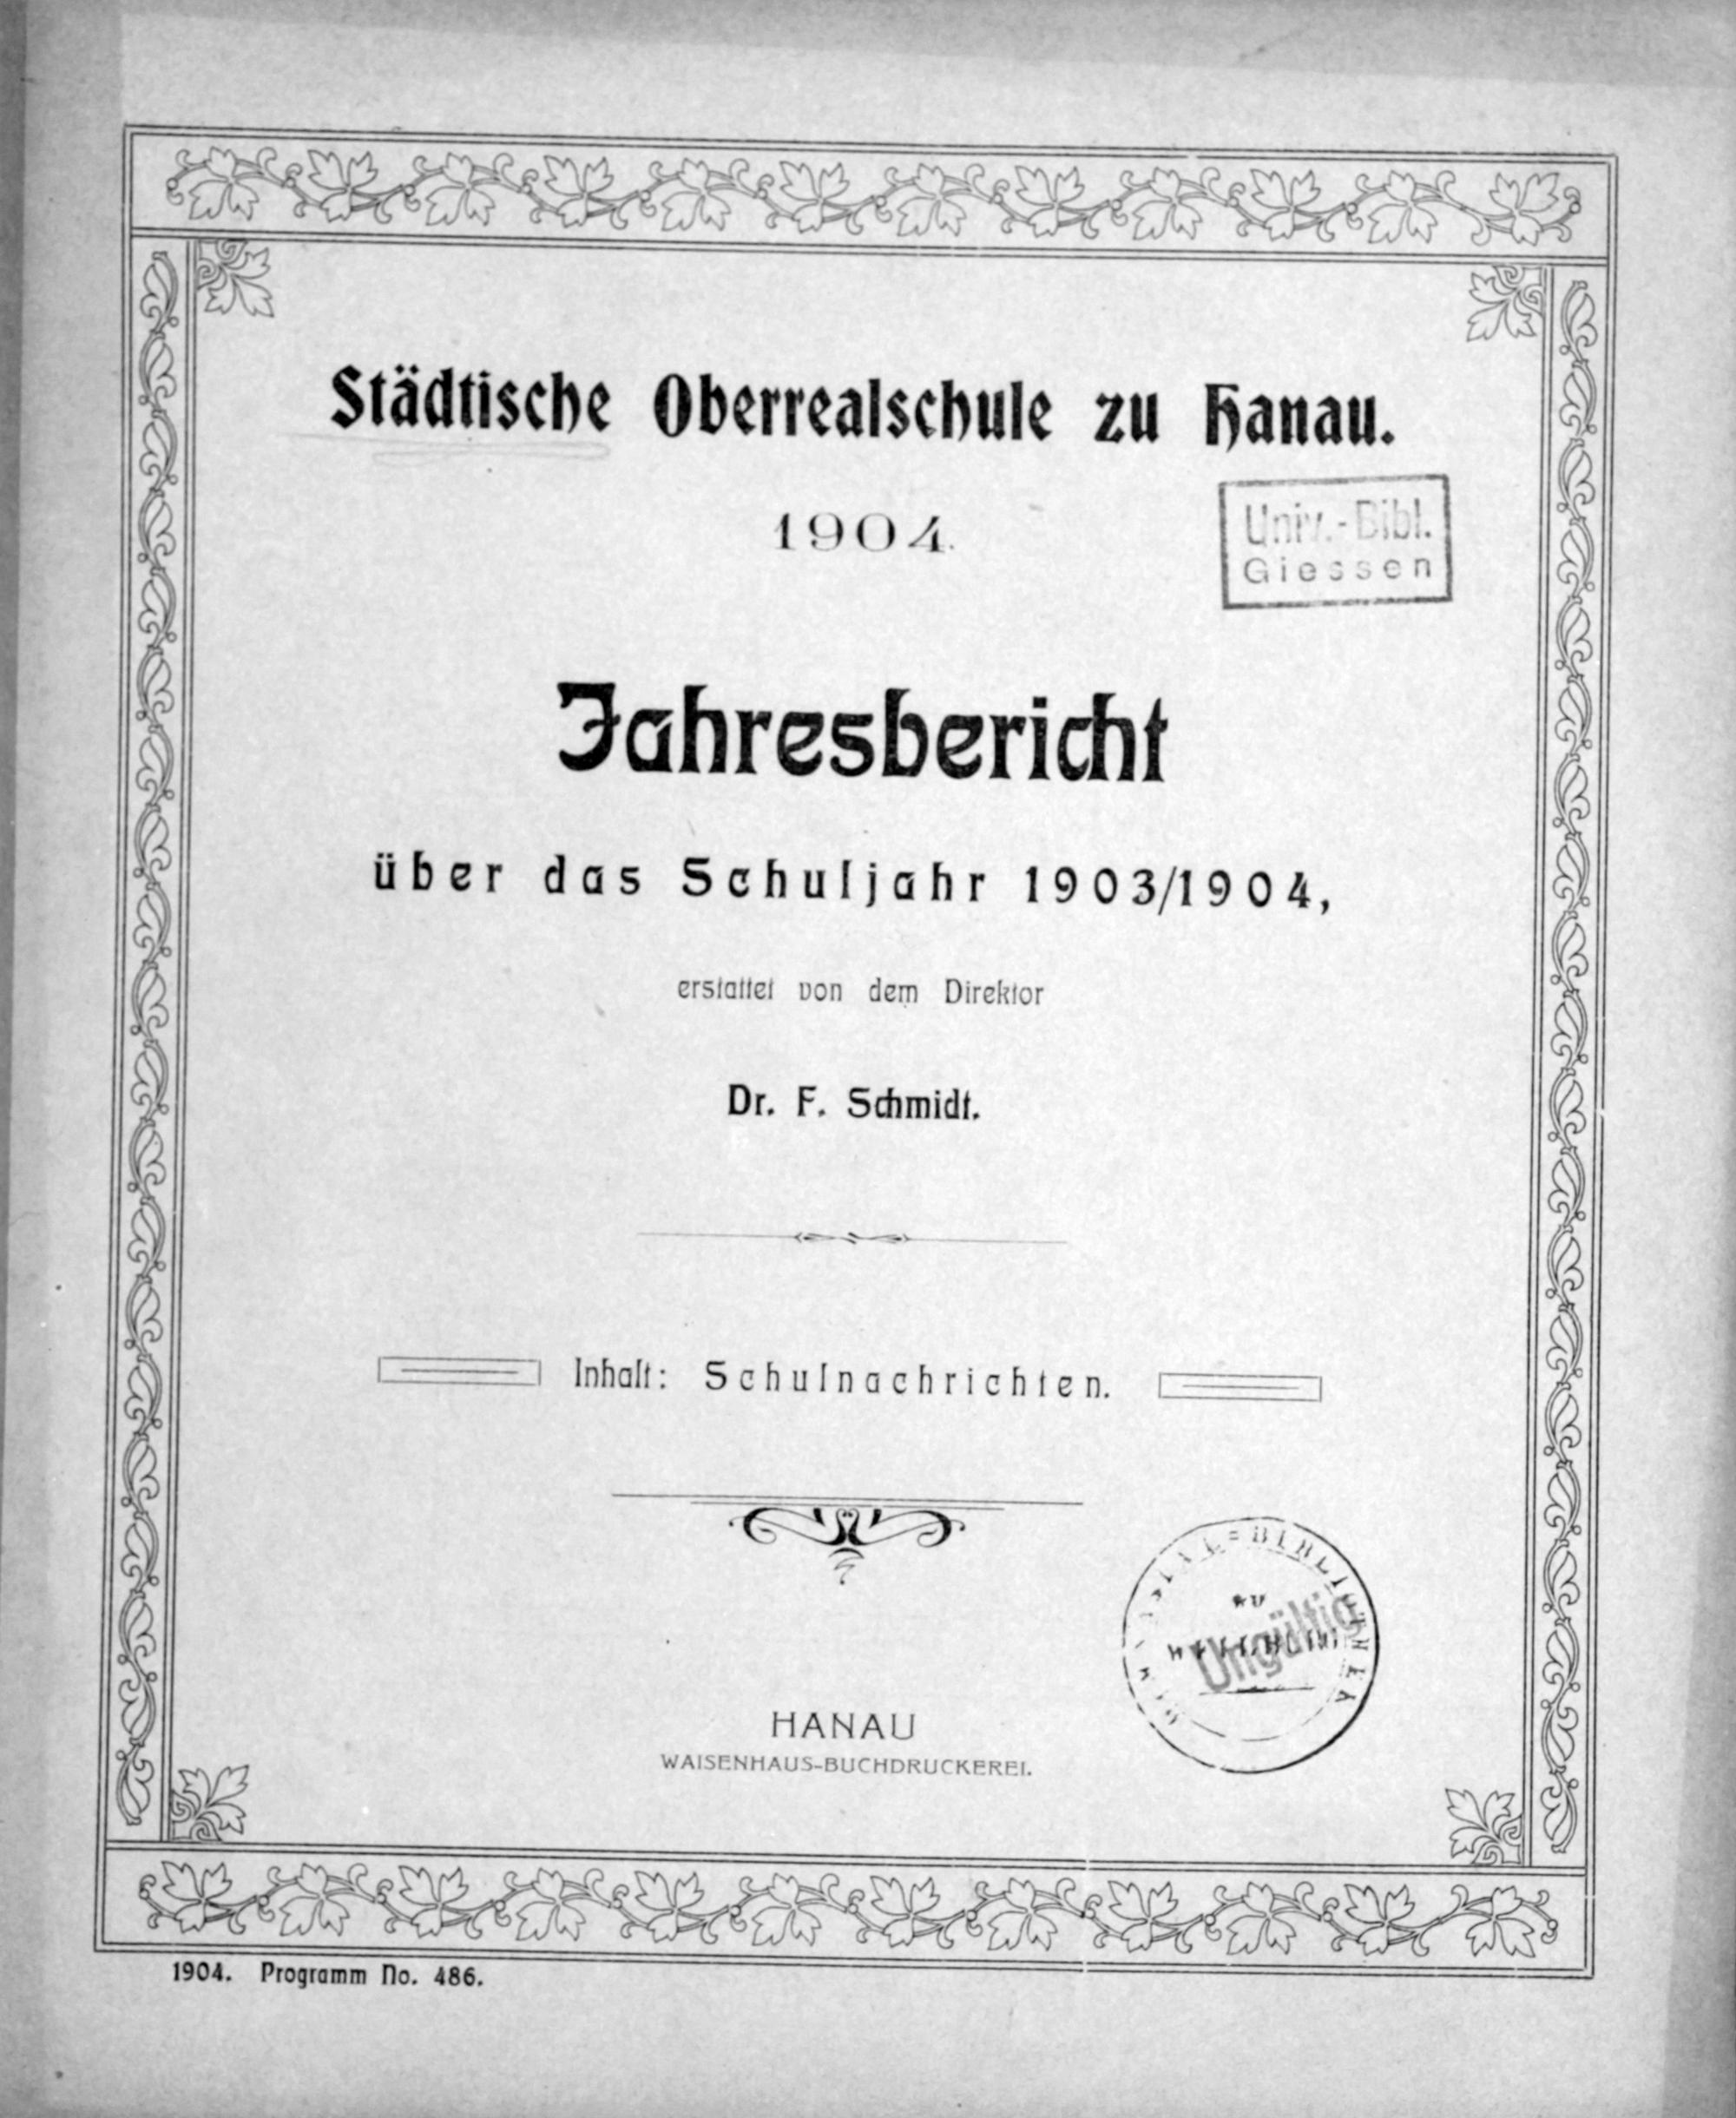 Städtische Oberrealschule zu Hanau.
1904.
Univ.-Bibl.
Giessen
Jahresbericht
über das Schuljahr 1903/1904,
erstattet von dem Direktor
Dr. F. Schmidt.
Inhalt: Schulnachrichten.
zu
Ungültig
HANAU
WAISENHAUS-BUCHDRUCKEREI.
1904. Programm No. 486.